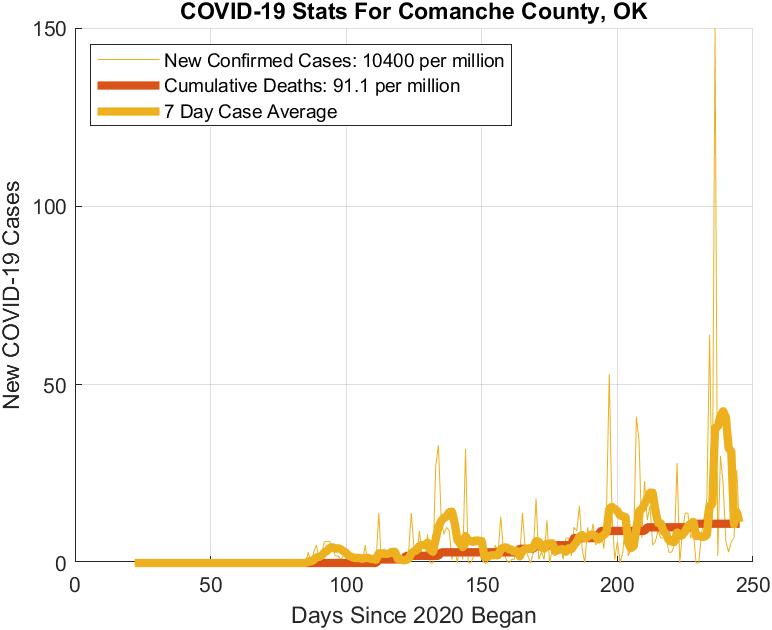 COVID-19 Stats For Comanche County, OK
New Confirmed Cases: 10400 per million
Cumulative Deaths: 91.1 per million
7 Day Case Average
New COVID-19 Cases
150
100
50
0
0 50 100 150 200 250
Days Since 2020 Began